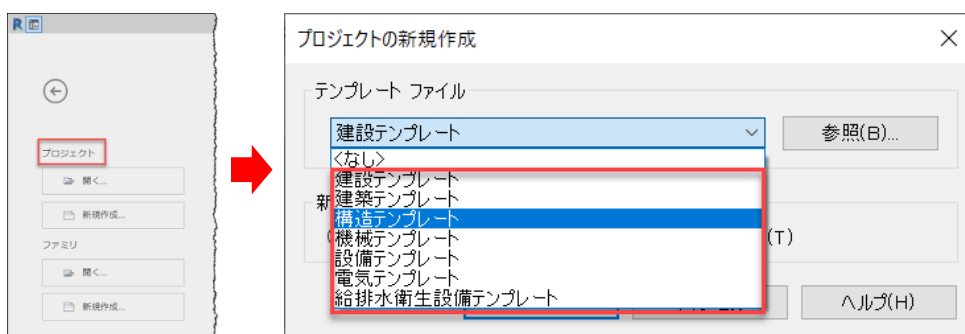 R
プロジェクト
開く...
新規作成...
ファミリ
開く...
新規作成...
プロジェクトの新規作成
テンプレート ファイル
建設テンプレート
参照(B)...
<なし>
建設テンプレート
新
建築テンプレート
構造テンプレート
機械テンプレート
(T)
設備テンプレート
電気テンプレート
給排水衛生設備テンプレート
ヘルプ(H)